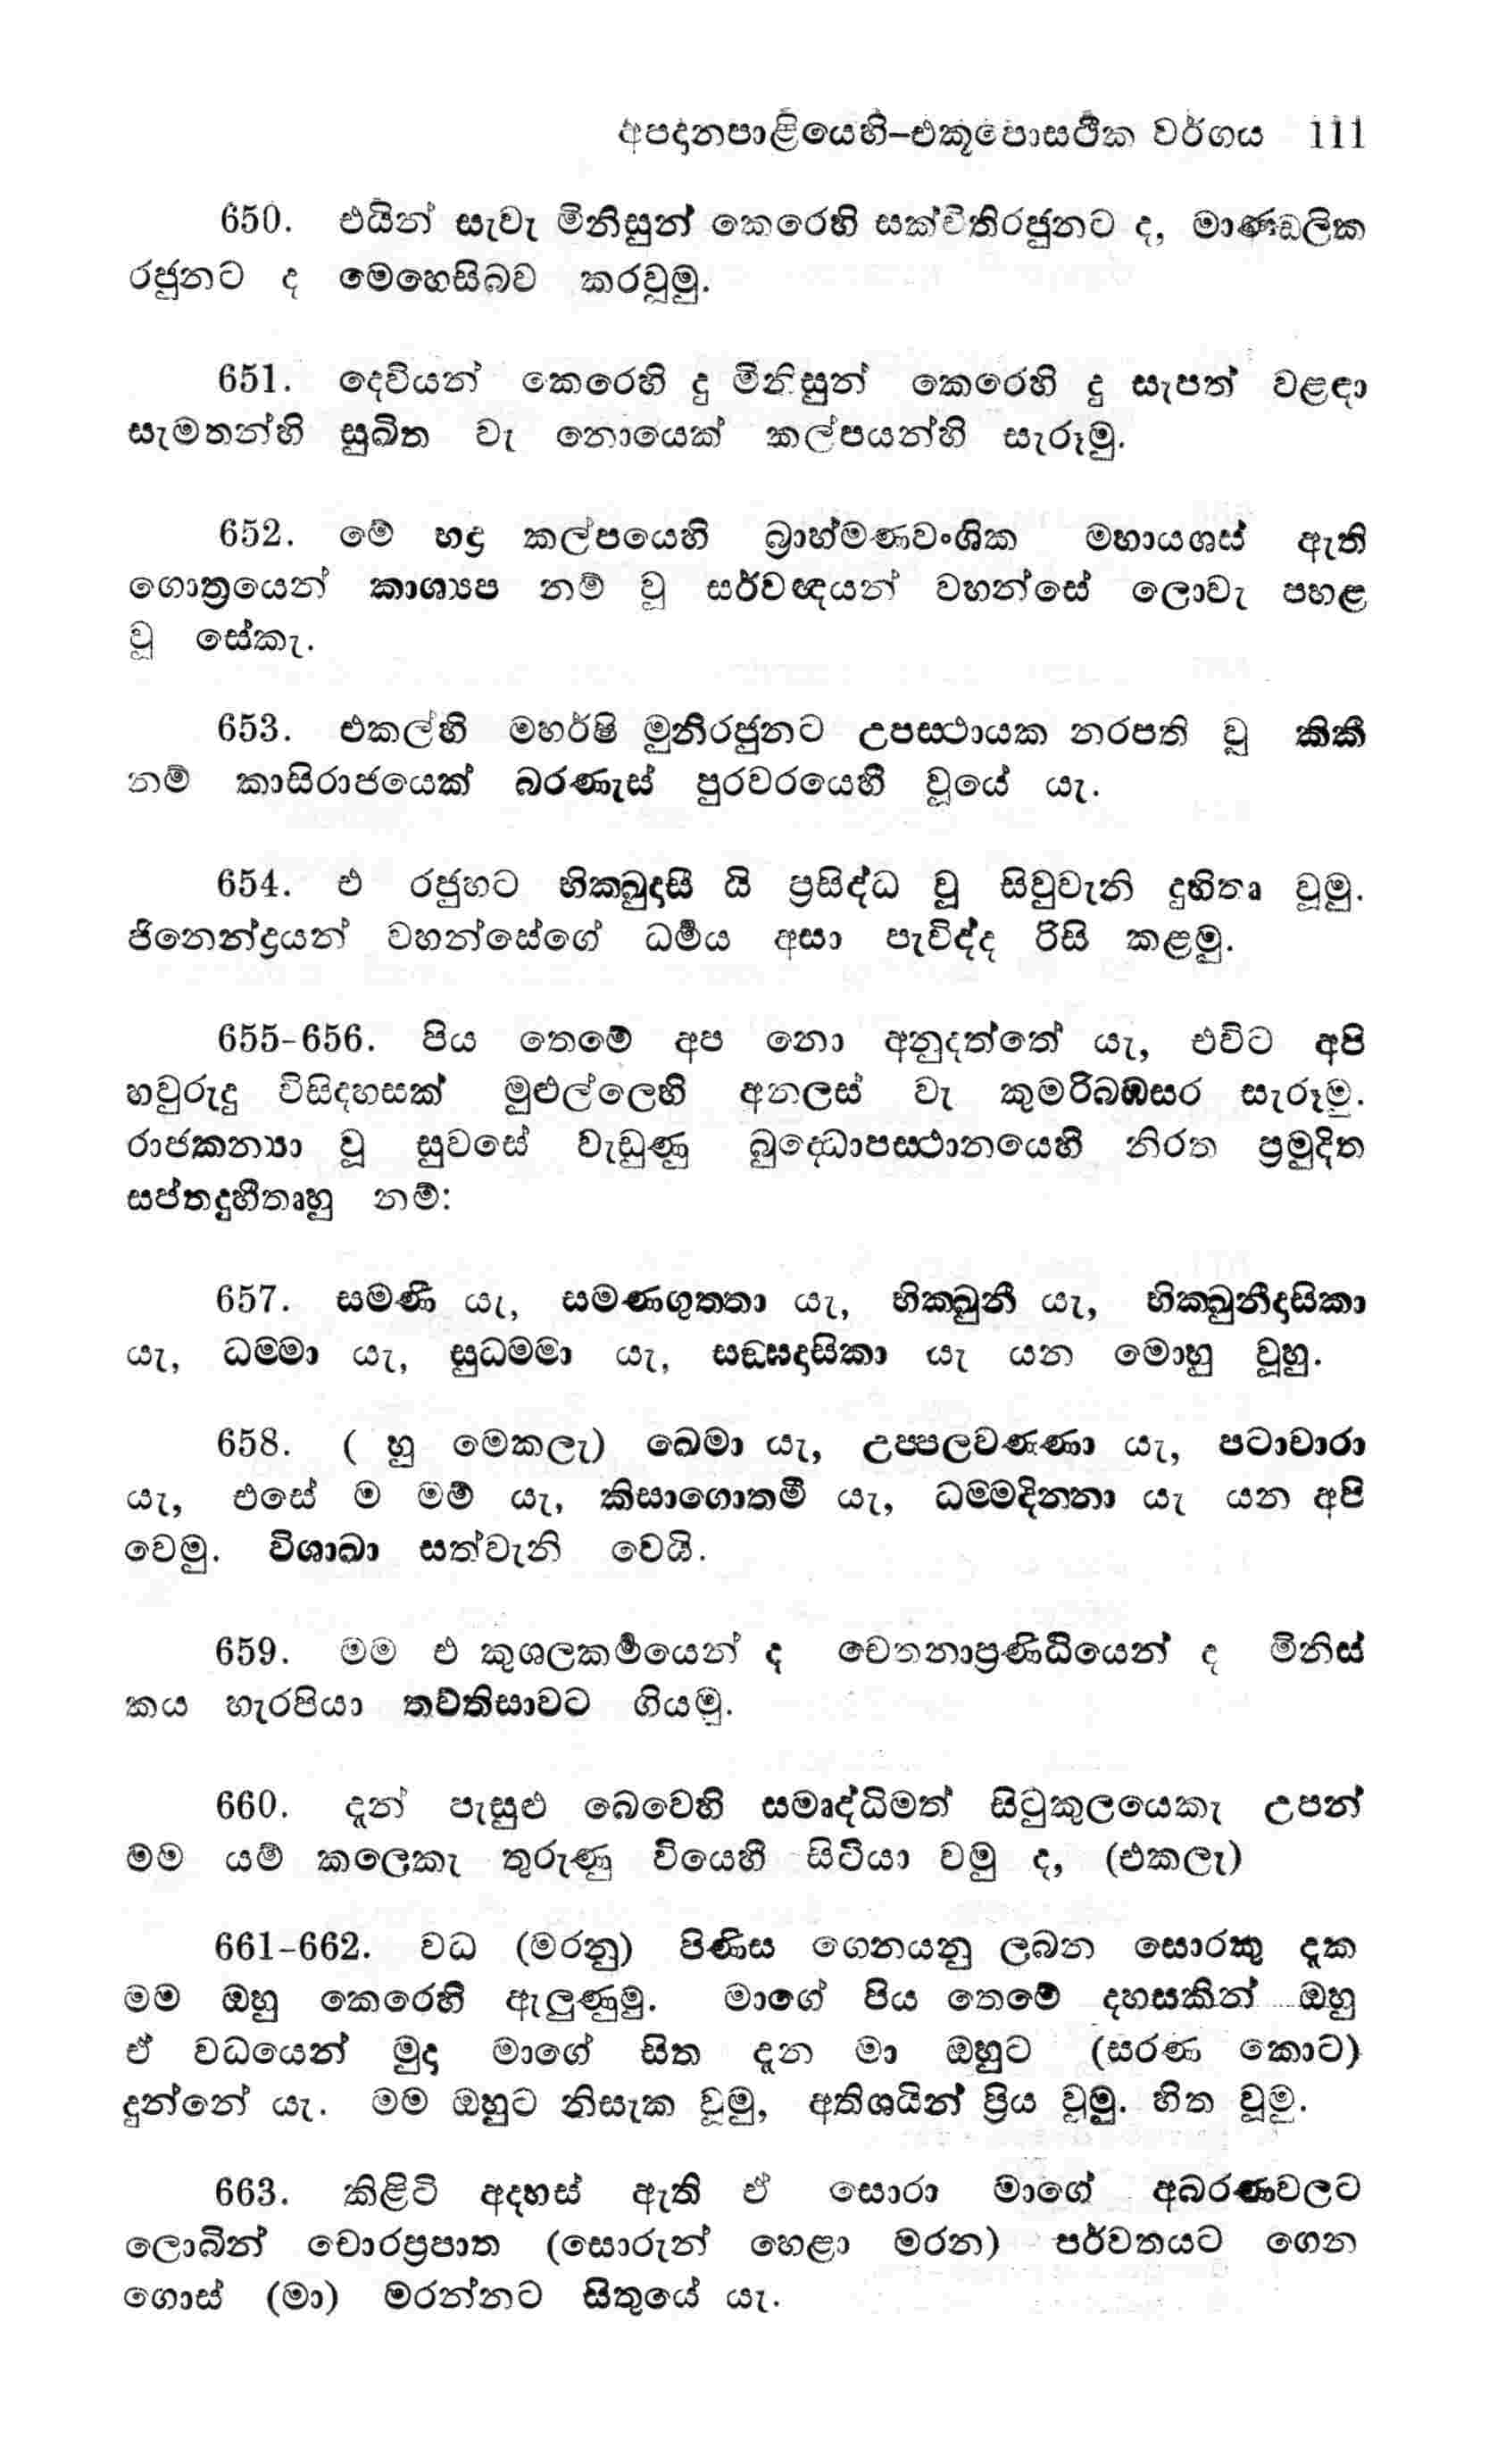 අපදානපාළියෙහි–එකූපොසථික වර්ගය 111
650. එයින් සැවැ මිනිසුන් කෙරෙහි සක්විතිරජුනට ද, මාණ්ඩලික
රජුනට ද මෙහෙසිබව කරවූමු.
651. දෙවියන් කෙරෙහි දු මිනිසුන් කෙරෙහි දු සැපත් වළඳා
සැමතන්හි සුඛිත වැ නොයෙක් කල්පයන්හි සැරූමු.
652. මේ භද්‍ර කල්පයෙහි බ්‍රාහ්මණවංශික මහායශස් ඇති
ගොත්‍රයෙන් කාශ්‍යප නම් වූ සර්වඥයන් වහන්සේ ලොවැ පහළ
වූ සේකැ.
653. එකල්හි මහර්ෂි මුනිරජුනට උපස්ථායක නරපති වූ කිකී
නම් කාසිරාජයෙක් බරණැස් පුරවරයෙහි වූයේ යැ.
654. එ රජුහට භික්ඛුදාසී යි ප්‍රසිද්ධ වූ සිවුවැනි දුහිතෘ වූමු.
ජිනෙන්ද්‍රයන් වහන්සේගේ ධර්‍මය අසා පැවිද්ද රිසි කළමු.
655-656. පිය තෙමේ අප නො අනුදත්තේ යැ, එවිට අපි
හවුරුදු විසිදහසක් මුළුල්ලෙහි අනලස් වැ කුමරිබඹසර සැරූමු.
රාජකන්‍යා වූ සුවසේ වැඩුණු බුද්ධොපස්ථානයෙහි නිරත ප්‍රමුදිත
සප්තදුහිතෘහු නම්:
657. සමණී යැ, සමණගුත්තා යැ, භික්ඛුනී යැ, භික්ඛුනීදාසිකා
යැ, ධම්මා යැ, සුධම්මා යැ, සඞ්ඝදාසිකා යැ යන මොහු වූහු.
658. ( හු මෙකලැ) ඛෙමා යැ, උප්පලවණ්ණා යැ, පටාචාරා
යැ, එසේ ම මම් යැ, කිසාගොතමී යැ, ධම්මදින්නා යැ යන අපි
වෙමු. විශාඛා සත්වැනි වෙයි.
659. මම එ කුශලකර්‍මයෙන් ද චෙතනාප්‍රණිධියෙන් ද මිනිස්
කය හැරපියා තව්තිසාවට ගියමු.
660. දැන් පැසුළු බෙවෙහි සමෘද්ධිමත් සිටුකුලයෙකැ උපන්
මම යම් කලෙකැ තුරුණු වියෙහි සිටියා වමු ද, (එකලැ)
661-662. වධ (මරනු) පිණිස ගෙනයනු ලබන සොරකු දැක
මම ඔහු කෙරෙහි ඇලුණුමු. මාගේ පිය තෙමේ දහසකින් ඔහු
ඒ වධයෙන් මුදා මාගේ සිත දැන මා ඔහුට (සරණ කොට)
දුන්නේ යැ. මම ඔහුට නිසැක වූමු, අතිශයින් ප්‍රිය වූමු. හිත වූමු.
663. කිළිටි අදහස් ඇති ඒ සොරා මාගේ අබරණවලට
ලොබින් චොරප්‍රපාත (සොරුන් හෙළා මරන) පර්වතයට ගෙන
ගොස් (මා) මරන්නට සිතුයේ යැ.